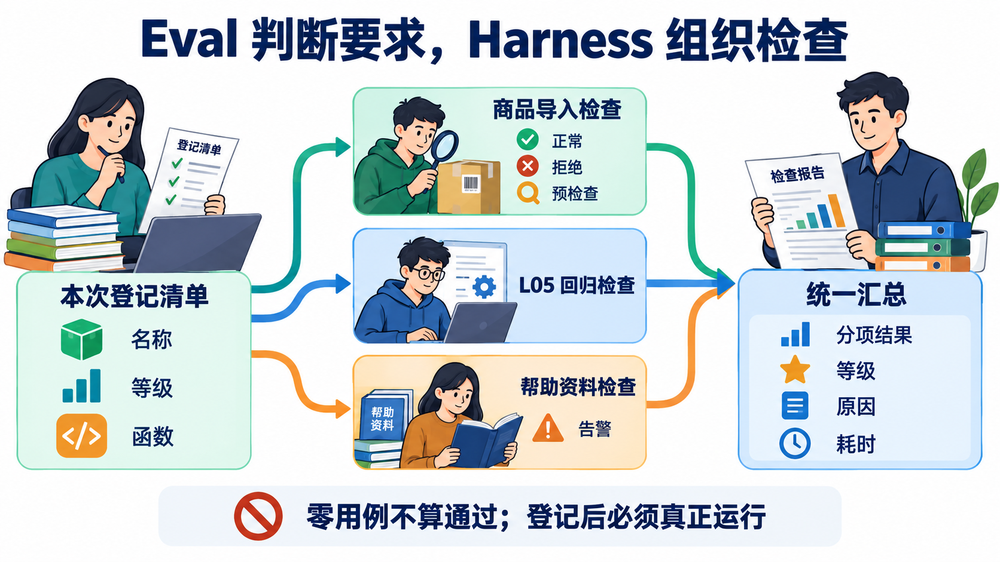 Eval 判断要求，Harness 组织检查
登记清单
本次登记清单
名称
等级
函数
商品导入检查
正常
拒绝
预检查
L05 回归检查
帮助
资料
帮助资料检查
告警
检查报告
统一汇总
分项结果
等级
原因
耗时
零用例不算通过；登记后必须真正运行